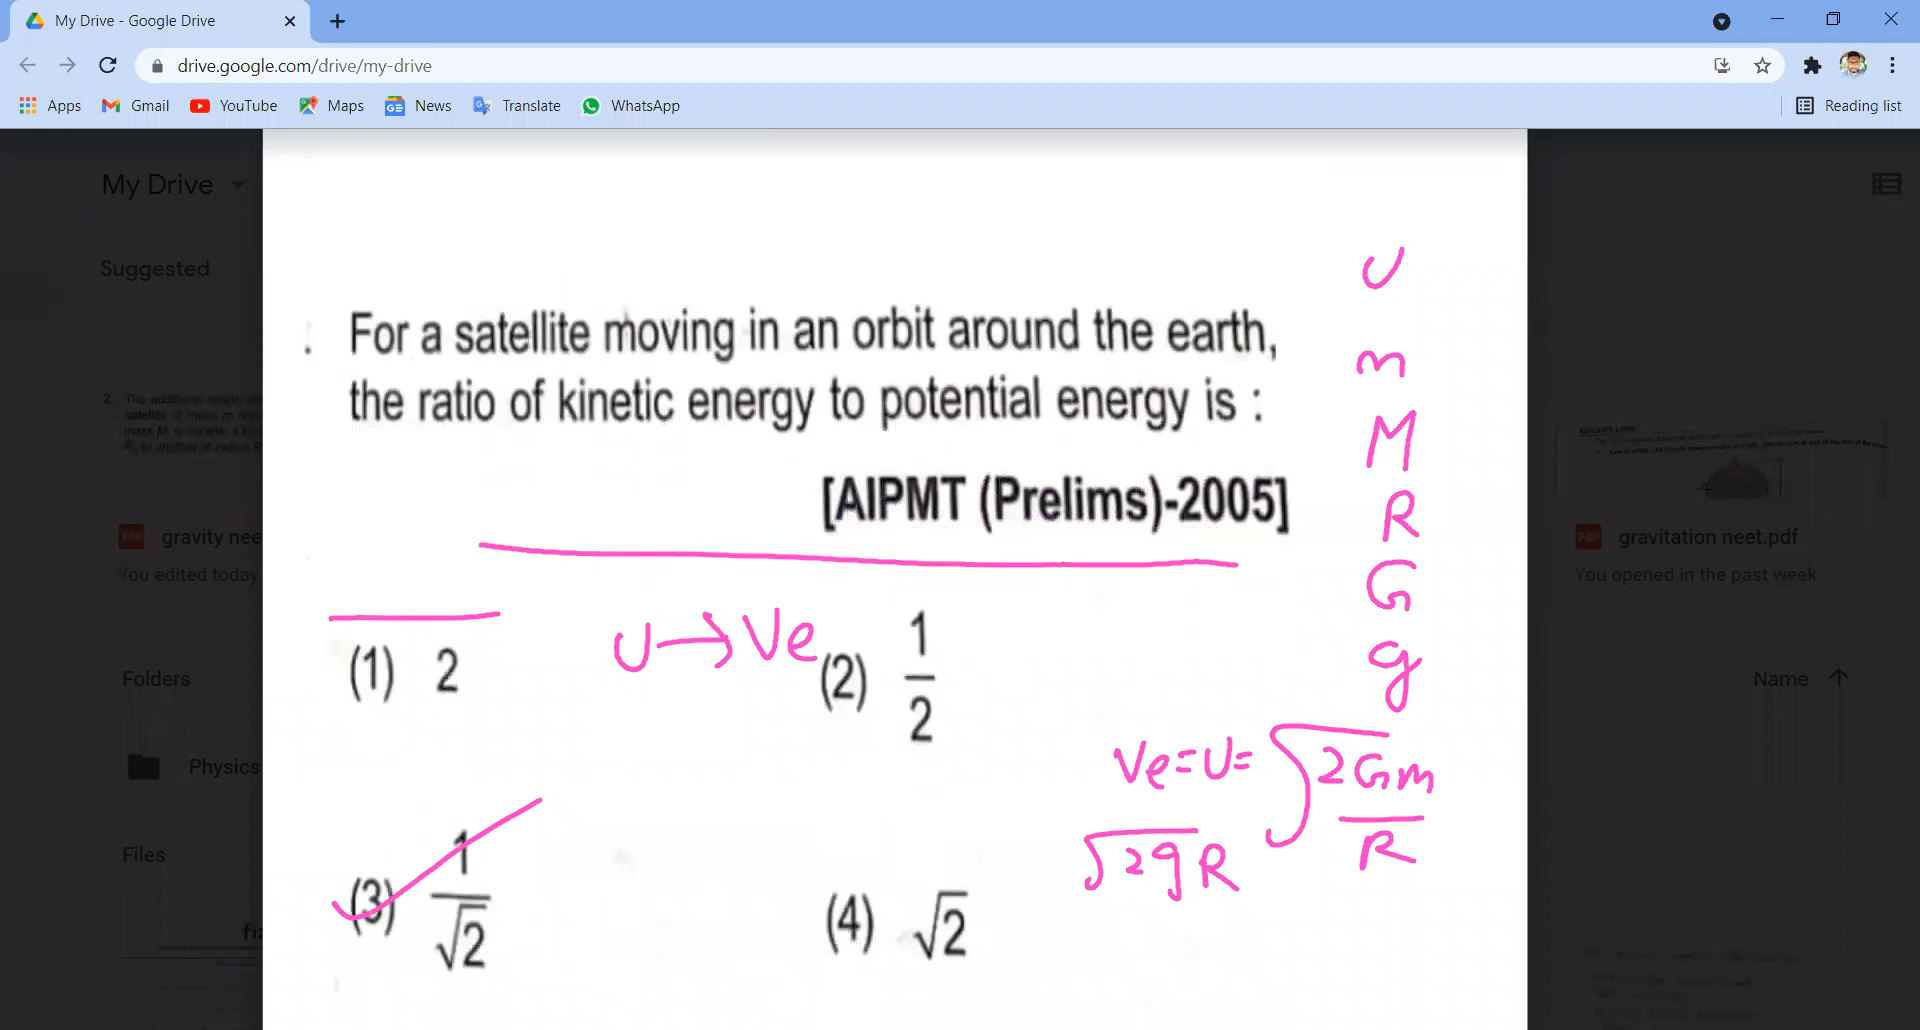 My Drive - Google Drive
drive.google.com/drive/my-drive
Apps Gmail YouTube Maps News Translate WhatsApp Reading list
My Drive
Suggested
For a satellite moving in an orbit around the earth,
the ratio of kinetic energy to potential energy is :
[AIPMT (Prelims)-2005]
(1) 2
(2) 1/2
(3) 1/√2
(4) √2
U → Ve
U
m
M
R
G
g
Ve = U = √2Gm/R
√2gR
gravity nee
You edited today
gravitation neet.pdf
You opened in the past week
Folders
Name
Physics
Files